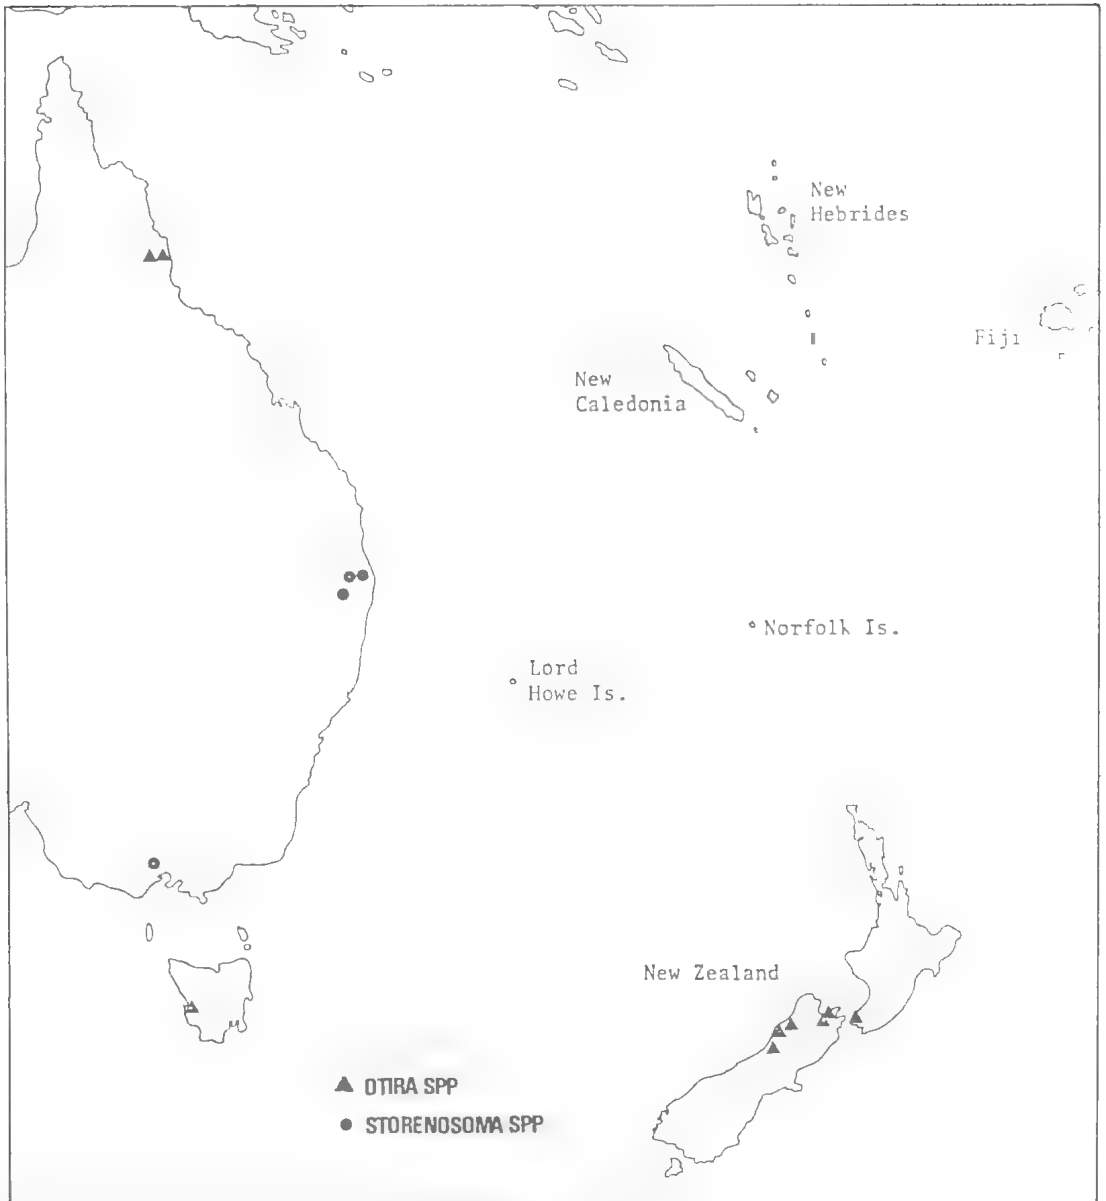 New
Hebrides
Fiji
New
Caledonia
Norfolk Is.
Lord
Howe Is.
New Zealand
OTIRA SPP
STORENOSOMA SPP